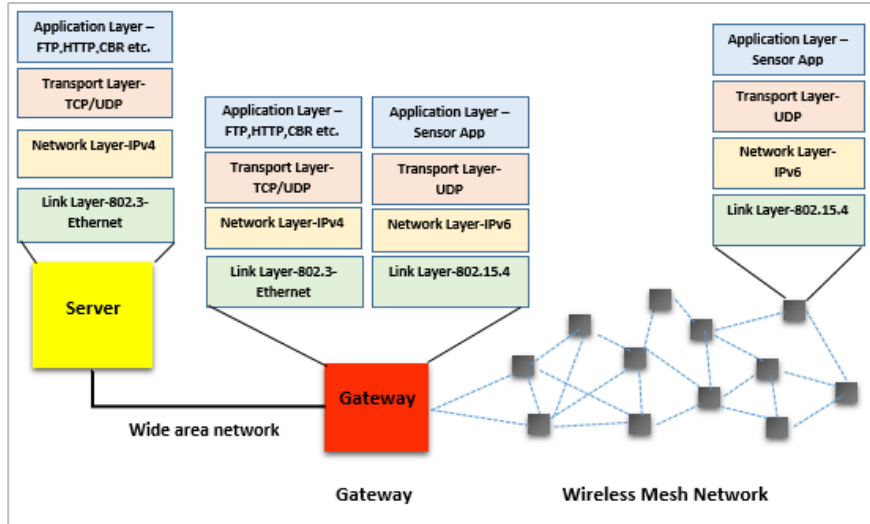 Application Layer –
FTP,HTTP,CBR etc.
Transport Layer-
TCP/UDP
Network Layer-IPv4
Link Layer-802.3-
Ethernet
Server
Application Layer –
FTP,HTTP,CBR etc.
Transport Layer-
TCP/UDP
Network Layer-IPv4
Link Layer-802.3-
Ethernet
Application Layer –
Sensor App
Transport Layer-
UDP
Network Layer-IPv6
Link Layer-802.15.4
Application Layer –
Sensor App
Transport Layer-
UDP
Network Layer-
IPv6
Link Layer-802.15.4
Gateway
Wide area network
Gateway
Wireless Mesh Network